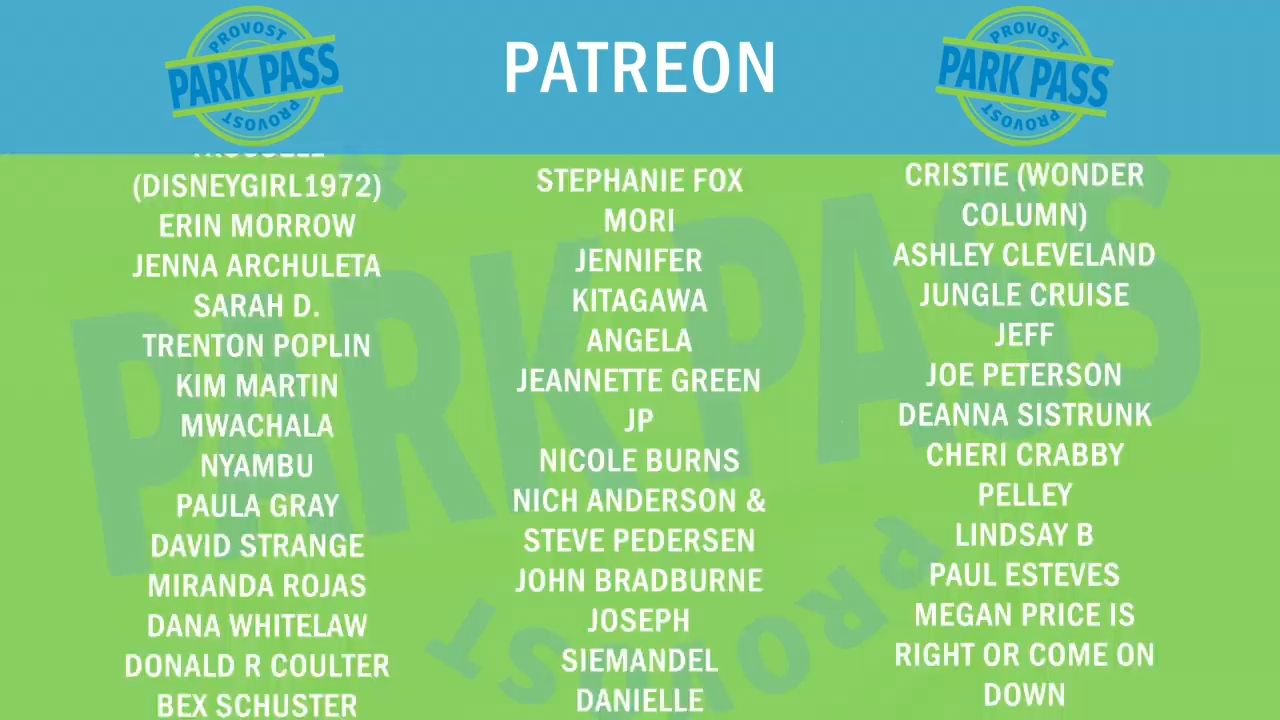 PROVOST
PARK PASS
PROVOST
PATREON
PROVOST
PARK PASS
PROVOST
(DISNEYGIRL1972)
ERIN MORROW
JENNA ARCHULETA
SARAH D.
TRENTON POPLIN
KIM MARTIN
MWACHALA
NYAMBU
PAULA GRAY
DAVID STRANGE
MIRANDA ROJAS
DANA WHITELAW
DONALD R COULTER
BEX SCHUSTER
STEPHANIE FOX
MORI
JENNIFER
KITAGAWA
ANGELA
JEANNETTE GREEN
JP
NICOLE BURNS
NICH ANDERSON &
STEVE PEDERSEN
JOHN BRADBURNE
JOSEPH
SIEMANDEL
DANIELLE
CRISTIE (WONDER
COLUMN)
ASHLEY CLEVELAND
JUNGLE CRUISE
JEFF
JOE PETERSON
DEANNA SISTRUNK
CHERI CRABBY
PELLEY
LINDSAY B
PAUL ESTEVES
MEGAN PRICE IS
RIGHT OR COME ON
DOWN
PARK PASS
PROVOST